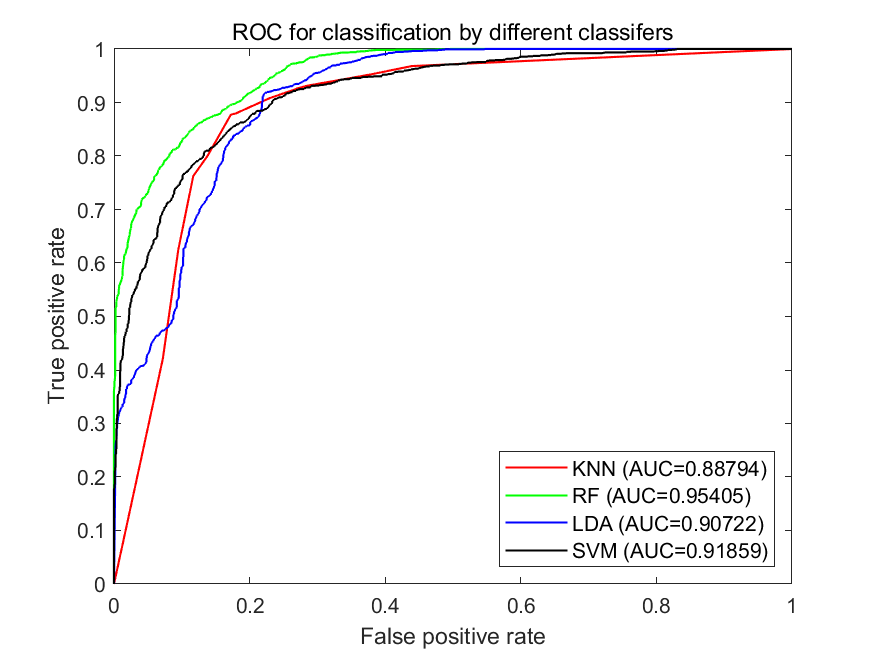 ROC for classification by different classifers
1
0.9
0.8
0.7
0.6
0.5
0.4
0.3
0.2
0.1
0
True positive rate
KNN (AUC=0.88794)
RF (AUC=0.95405)
LDA (AUC=0.90722)
SVM (AUC=0.91859)
0 0.2 0.4 0.6 0.8 1
False positive rate